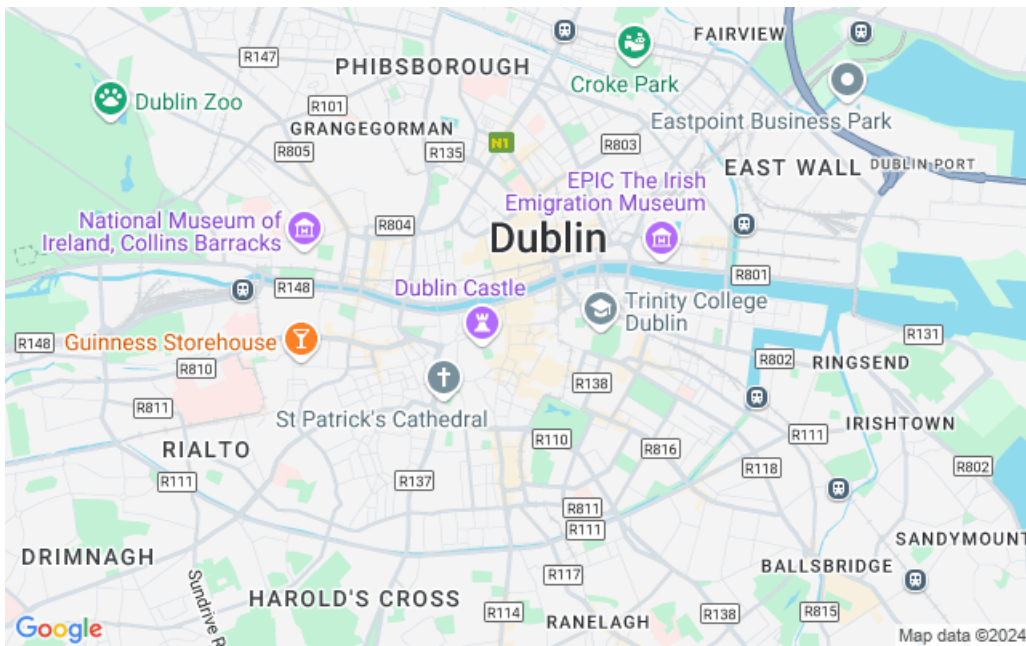 FAIRVIEW
R147
PHIBSBOROUGH
Croke Park
Dublin Zoo
R101
Eastpoint Business Park
GRANGEGORMAN
N1
R805
R135
R803
EAST WALL
DUBLIN PORT
EPIC The Irish
Emigration Museum
National Museum of
Ireland, Collins Barracks
R804
Dublin
R801
R148
Dublin Castle
Trinity College
Dublin
R148
Guinness Storehouse
R131
R802
RINGSEND
R810
R138
R811
St Patrick's Cathedral
IRISHTOWN
R111
R110
RIALTO
R816
R118
R802
R111
R137
R811
R111
SANDYMOUNT
DRIMNAGH
BALLSBRIDGE
R117
Sundrive R
HAROLD'S CROSS
R114
R138
R815
RANELAGH
Google
Map data ©2024